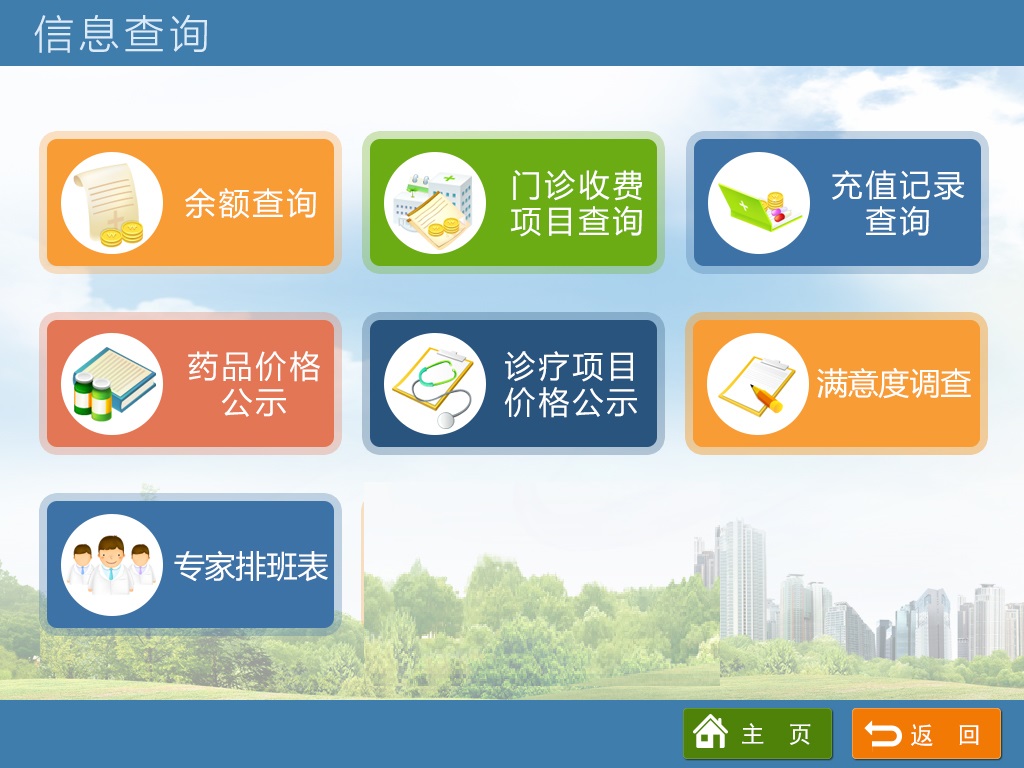 信息查询
余额查询
门诊收费
项目查询
充值记录
查询
药品价格
公示
诊疗项目
价格公示
满意度调查
专家排班表
主 页
返 回